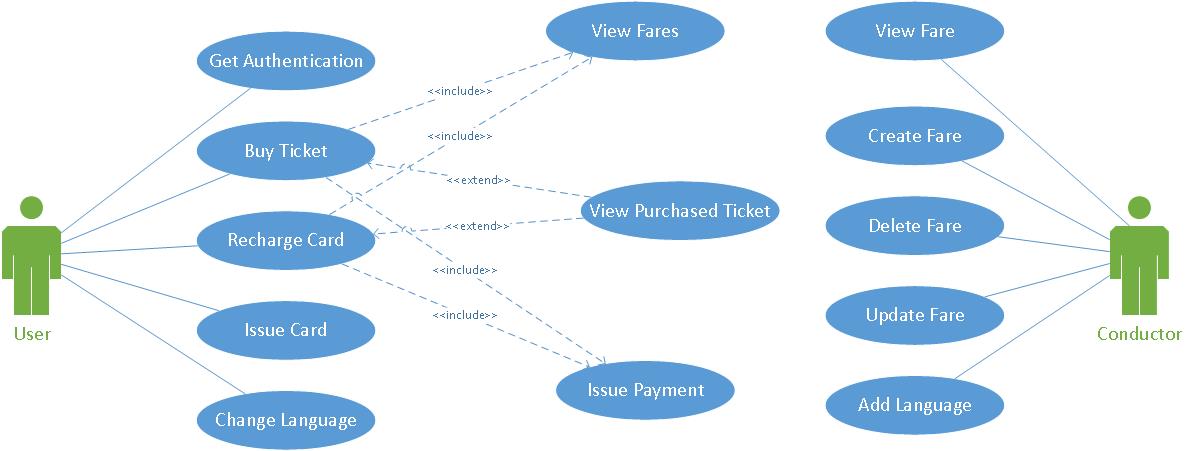 View Fares
View Fare
Get Authentication
<<include>>
Create Fare
<<include>>
Buy Ticket
<<extend>>
View Purchased Ticket
Delete Fare
<<extend>>
Recharge Card
<<include>>
Update Fare
<<include>>
Issue Card
User
Conductor
Issue Payment
Add Language
Change Language